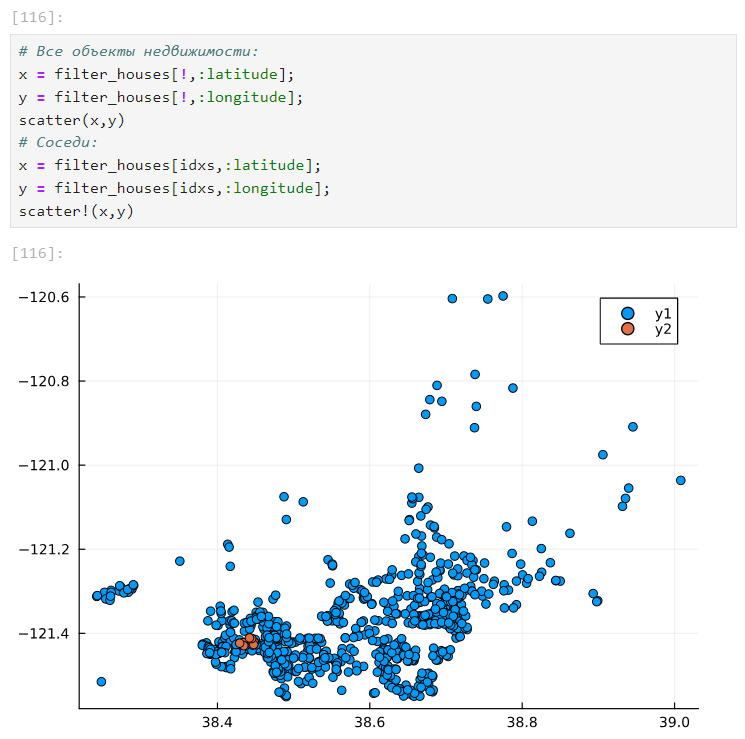 [116]:
# Все объекты недвижимости:
x = filter_houses[!,:latitude];
y = filter_houses[!,:longitude];
scatter(x,y)
# Соседи:
x = filter_houses[idxs,:latitude];
y = filter_houses[idxs,:longitude];
scatter!(x,y)
[116]:
−120.6
y1
y2
−120.8
−121.0
−121.2
−121.4
38.4 38.6 38.8 39.0